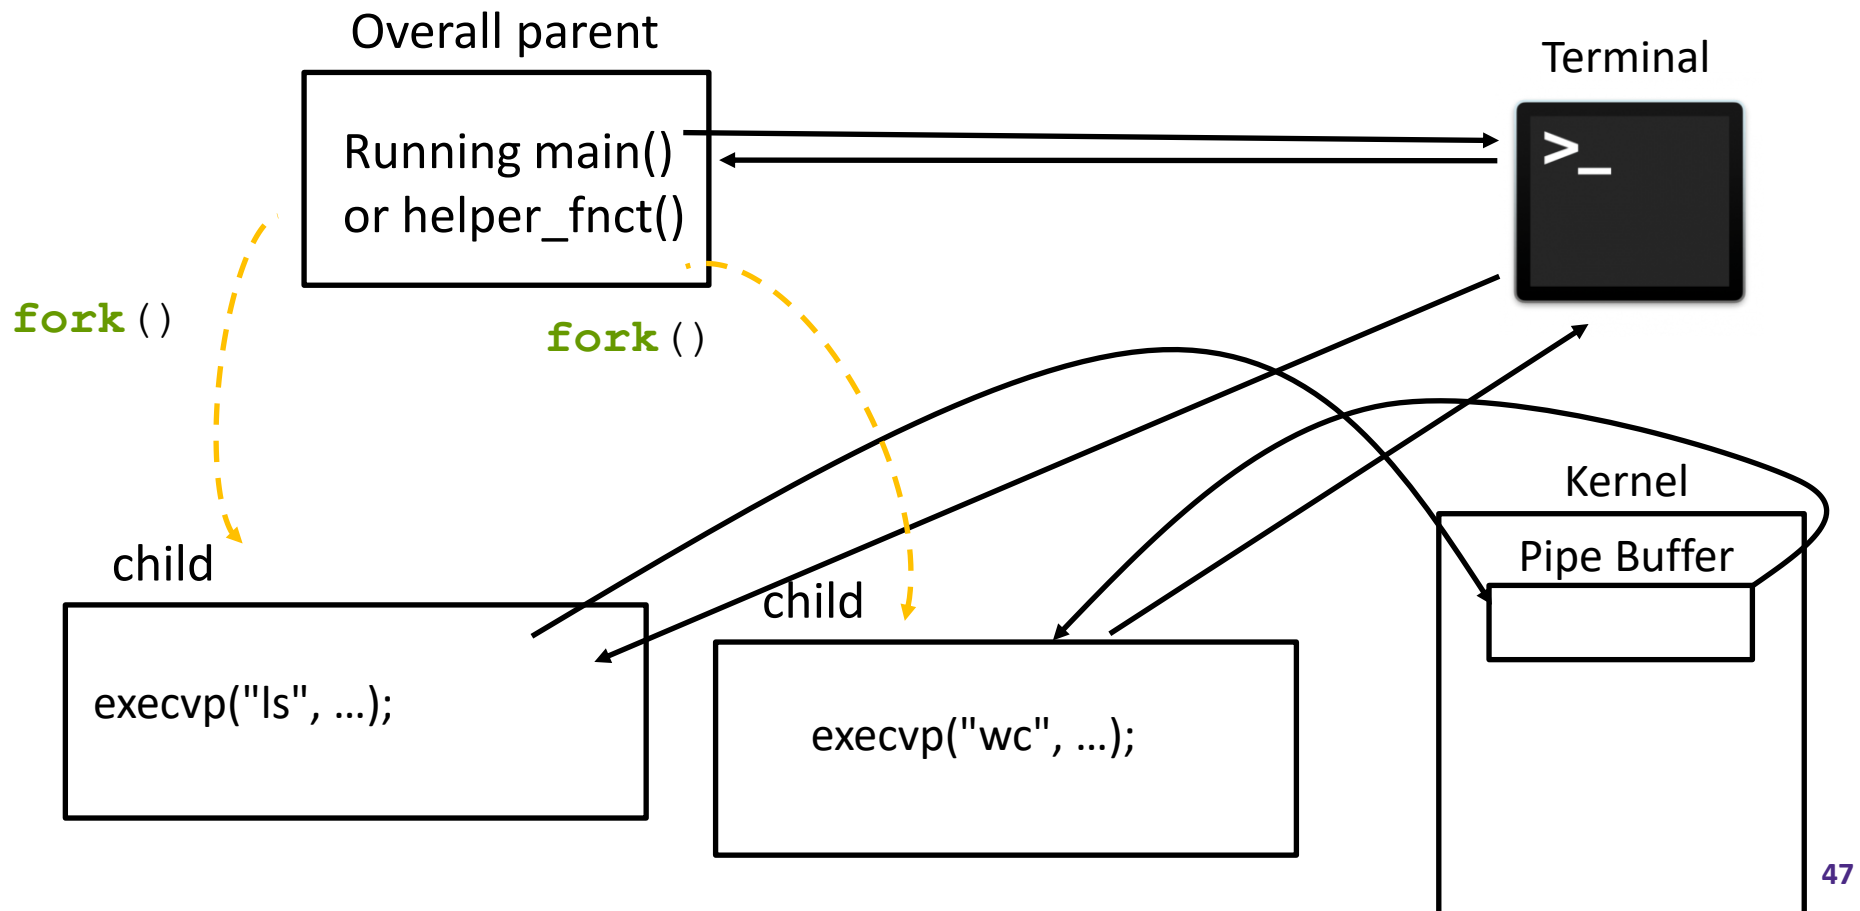 Overall parent
Terminal
Running main()
or helper_fnct()
>_
fork()
fork()
Kernel
Pipe Buffer
child
child
execvp("ls", …);
execvp("wc", …);
47